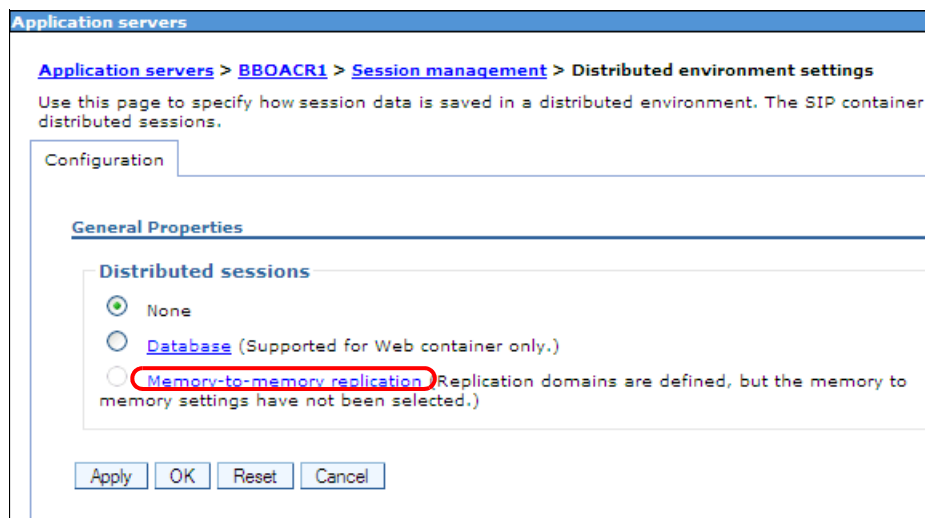 Application servers
Application servers > BBOACR1 > Session management > Distributed environment settings
Use this page to specify how session data is saved in a distributed environment. The SIP container
distributed sessions.
Configuration
General Properties
Distributed sessions
None
Database (Supported for Web container only.)
Memory-to-memory replication (Replication domains are defined, but the memory to
memory settings have not been selected.)
Apply OK Reset Cancel